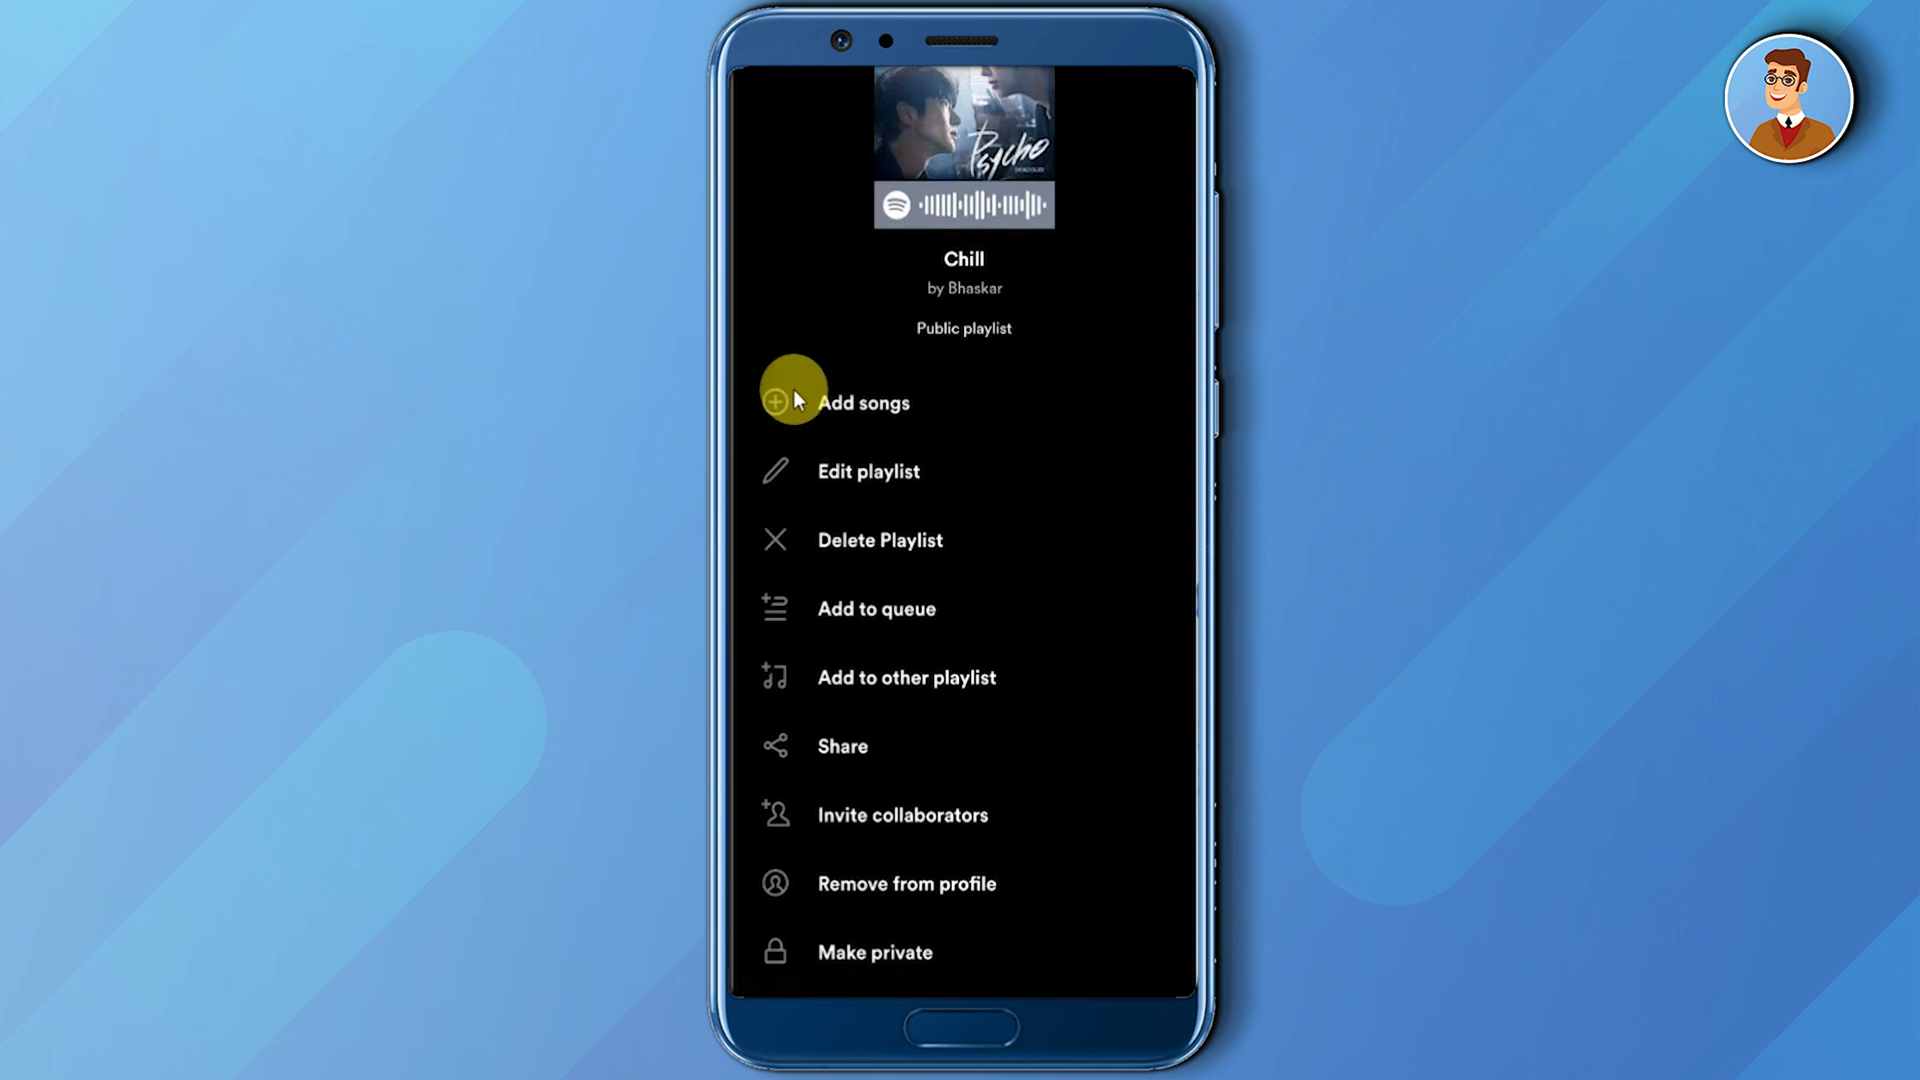 Psycho
Chill
by Bhaskar
Public playlist
Add songs
Edit playlist
Delete Playlist
Add to queue
Add to other playlist
Share
Invite collaborators
Remove from profile
Make private